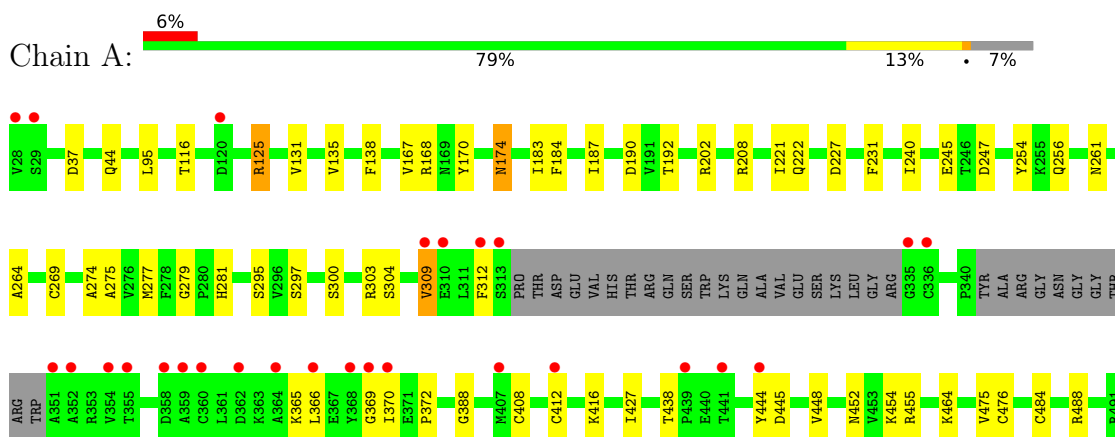 6%
Chain A:
79% 13% • 7%
V28 S29 D37 Q44 L95 T116 D120 R125 V131 V135 F138 V167 R168 N169 Y170 N174 I183 F184 I187 D190 V191 T192 R202 R208 I221 Q222 D227 F231 I240 E245 T246 D247 Y254 K255 Q256 N261
A264 C269 A274 A275 V276 M277 F278 G279 P280 H281 S295 V296 S297 S300 R303 S304 V309 E310 L311 F312 S313 PRO THR ASP GLU VAL HIS THR ARG GLN SER TRP LYS GLN ALA VAL GLU SER LYS LEU GLY ARG G335 C336 P340 TYR ALA ARG GLY ASN GLY GLY THR
ARG TRP A351 A352 R353 V354 T355 D358 A359 C360 L361 D362 K363 A364 K365 L366 E367 Y368 G369 I370 E371 P372 G388 M407 C408 C412 K416 I427 T438 P439 E440 T441 Y444 D445 V448 N452 V453 K454 R455 K464 V475 C476 C484 R488